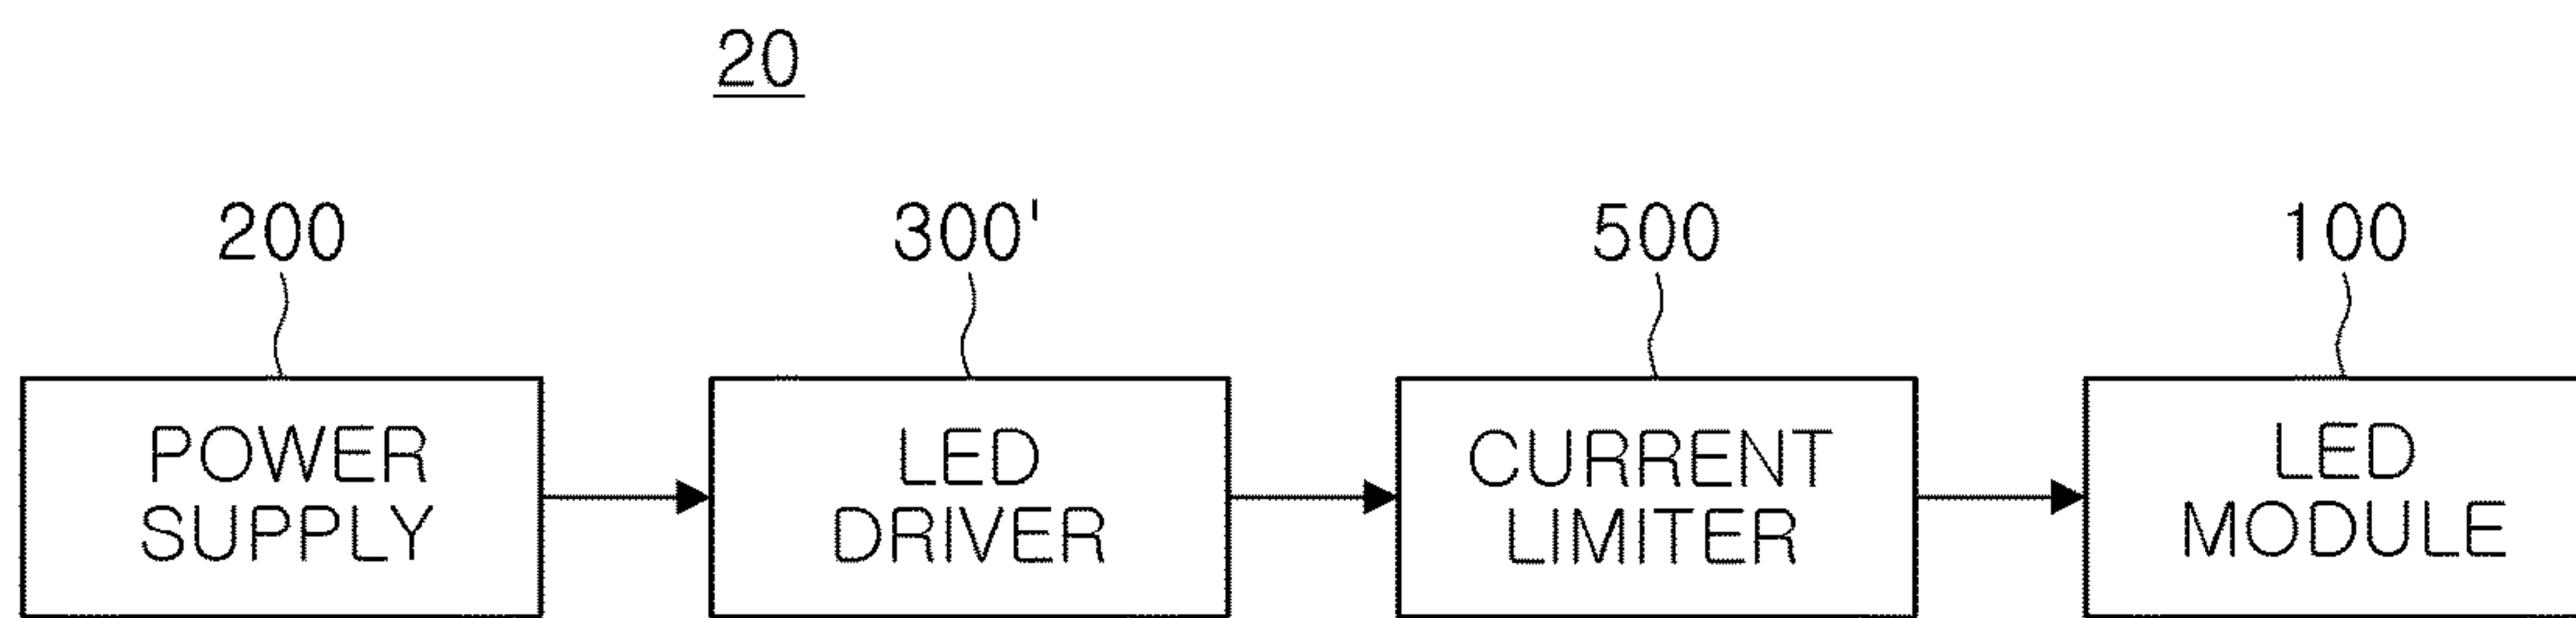 20
200
300'
500
100
POWER
SUPPLY
LED
DRIVER
CURRENT
LIMITER
LED
MODULE